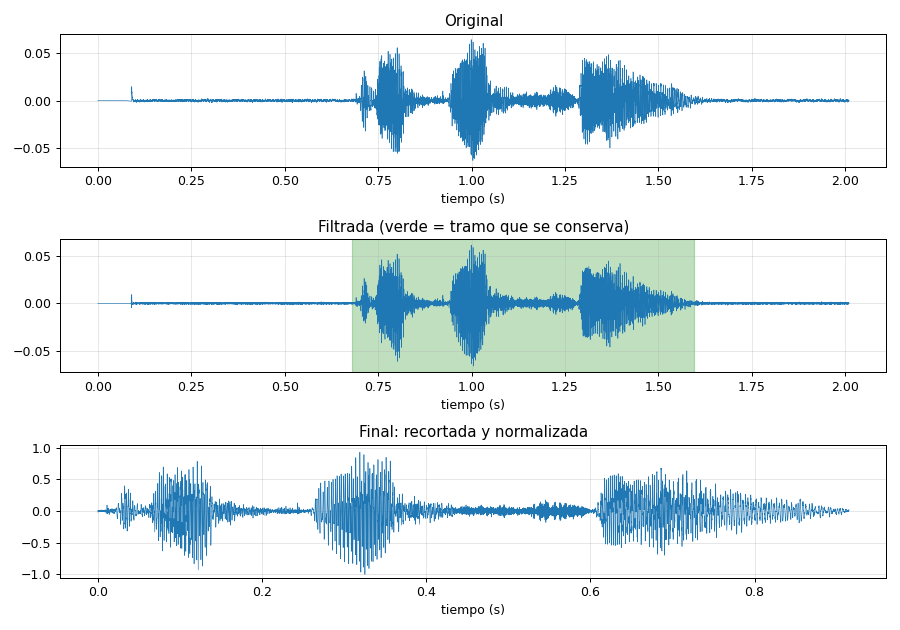 Original
0.05
0.00
−0.05
0.00 0.25 0.50 0.75 1.00 1.25 1.50 1.75 2.00
tiempo (s)
Filtrada (verde = tramo que se conserva)
0.05
0.00
−0.05
0.00 0.25 0.50 0.75 1.00 1.25 1.50 1.75 2.00
tiempo (s)
Final: recortada y normalizada
1.0
0.5
0.0
−0.5
−1.0
0.0 0.2 0.4 0.6 0.8
tiempo (s)